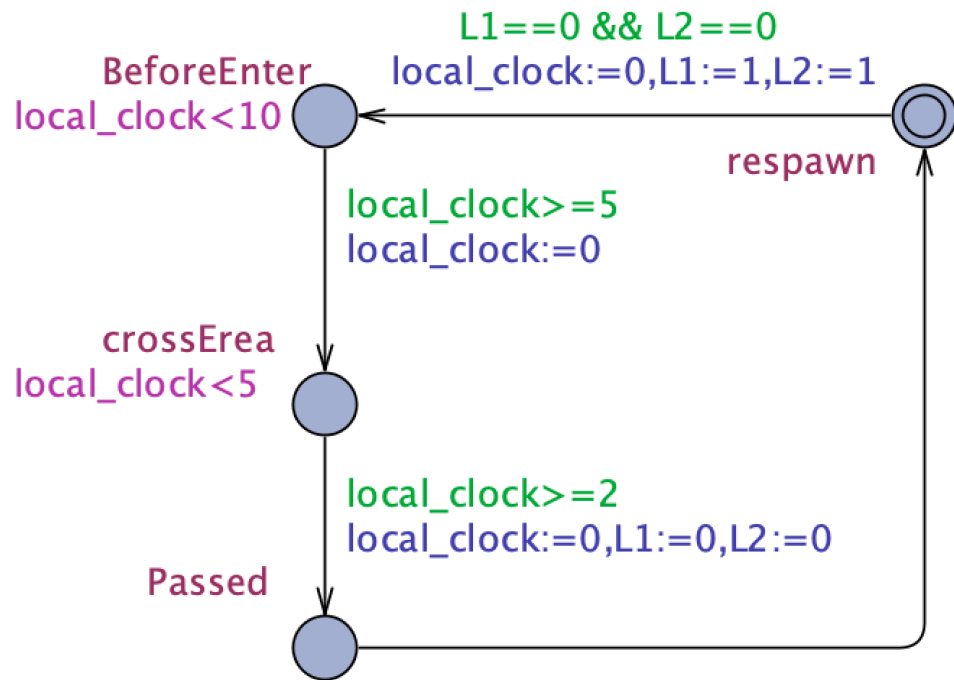 L1==0 && L2==0
BeforeEnter
local_clock:=0,L1:=1,L2:=1
local_clock<10
respawn
local_clock>=5
local_clock:=0
crossErea
local_clock<5
local_clock>=2
local_clock:=0,L1:=0,L2:=0
Passed